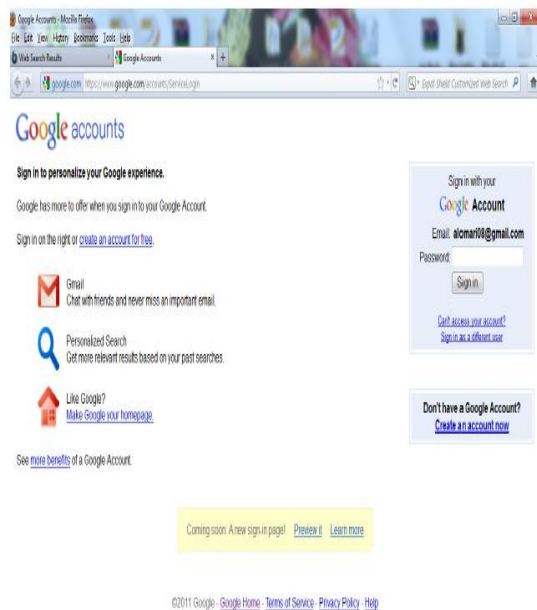 Google Accounts - Mozilla Firefox
File Edit View History Bookmarks Tools Help
Web Search Results
Google Accounts
google.com https://www.google.com/accounts/ServiceLogin
Expat Shield Customized Web Search
Google accounts
Sign in to personalize your Google experience.
Google has more to offer when you sign in to your Google Account.
Sign in on the right or create an account for free.
Gmail
Chat with friends and never miss an important email.
Personalized Search
Get more relevant results based on your past searches.
Like Google?
Make Google your homepage.
See more benefits of a Google Account.
Sign in with your
Google Account
Email: alomari08@gmail.com
Password:
Sign in
Can't access your account?
Sign in as a different user
Don't have a Google Account?
Create an account now
Coming soon: A new sign-in page! Preview it Learn more
©2011 Google - Google Home - Terms of Service - Privacy Policy - Help